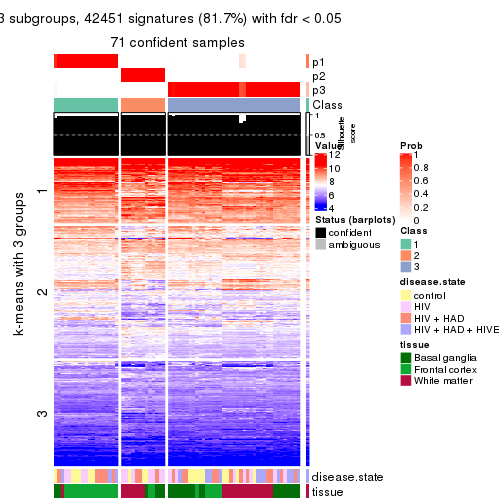 3 subgroups, 42451 signatures (81.7%) with fdr < 0.05
71 confident samples
p1
p2
p3
Class
1
0.5
Silhouette
score
k-means with 3 groups
1
2
3
disease.state
tissue
Value
12
10
8
6
4
Status (barplots)
confident
ambiguous
Prob
1
0.8
0.6
0.4
0.2
0
Class
1
2
3
disease.state
control
HIV
HIV + HAD
HIV + HAD + HIVE
tissue
Basal ganglia
Frontal cortex
White matter